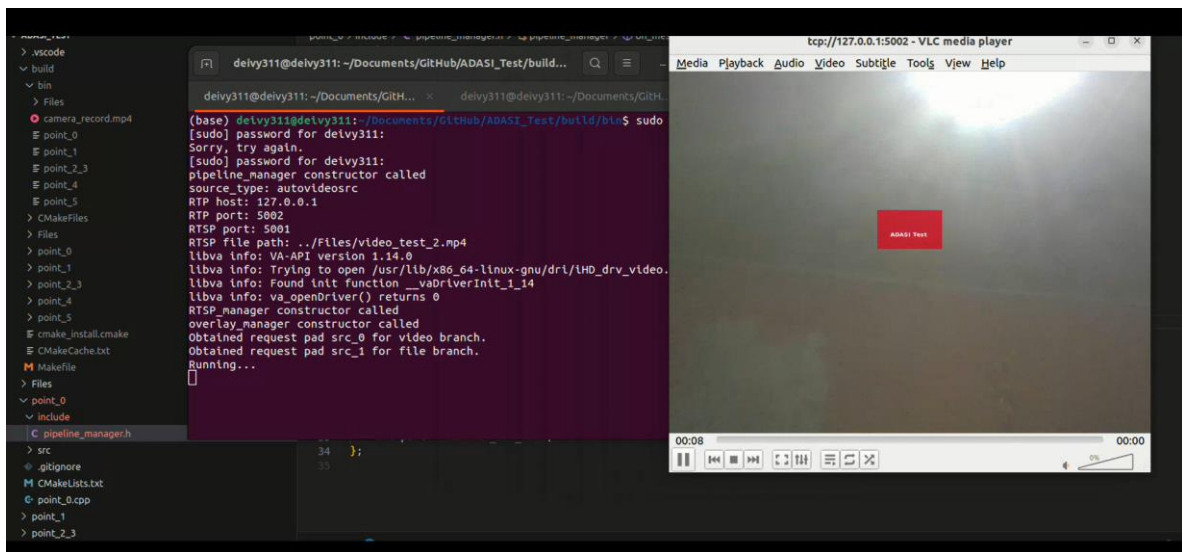 ADASI_TEST
> .vscode
build
bin
> Files
camera_record.mp4
point_0
point_1
point_2_3
point_4
point_5
> CMakeFiles
> Files
> point_0
> point_1
> point_2_3
> point_4
> point_5
cmake_install.cmake
CMakeCache.txt
M Makefile
> Files
point_0
include
C pipeline_manager.h
> src
.gitignore
M CMakeLists.txt
point_0.cpp
> point_1
> point_2_3
point_0 > include > C pipeline_manager.h > pipeline_manager >
deivy311@deivy311: ~/Documents/GitHub/ADASI_Test/build...
deivy311@deivy311: ~/Documents/GitH... ×
deivy311@deivy311: ~/Documents/GitH
(base) deivy311@deivy311:~/Documents/GitHub/ADASI_Test/build/bin$ sudo
[sudo] password for deivy311:
Sorry, try again.
[sudo] password for deivy311:
pipeline_manager constructor called
source_type: autovideosrc
RTP host: 127.0.0.1
RTP port: 5002
RTSP port: 5001
RTSP file path: ../Files/video_test_2.mp4
libva info: VA-API version 1.14.0
libva info: Trying to open /usr/lib/x86_64-linux-gnu/dri/iHD_drv_video.
libva info: Found init function __vaDriverInit_1_14
libva info: va_openDriver() returns 0
RTSP_manager constructor called
overlay_manager constructor called
Obtained request pad src_0 for video branch.
Obtained request pad src_1 for file branch.
Running...
34 };
35
tcp://127.0.0.1:5002 - VLC media player
Media Playback Audio Video Subtitle Tools View Help
ADASI Test
00:08
00:00
0%